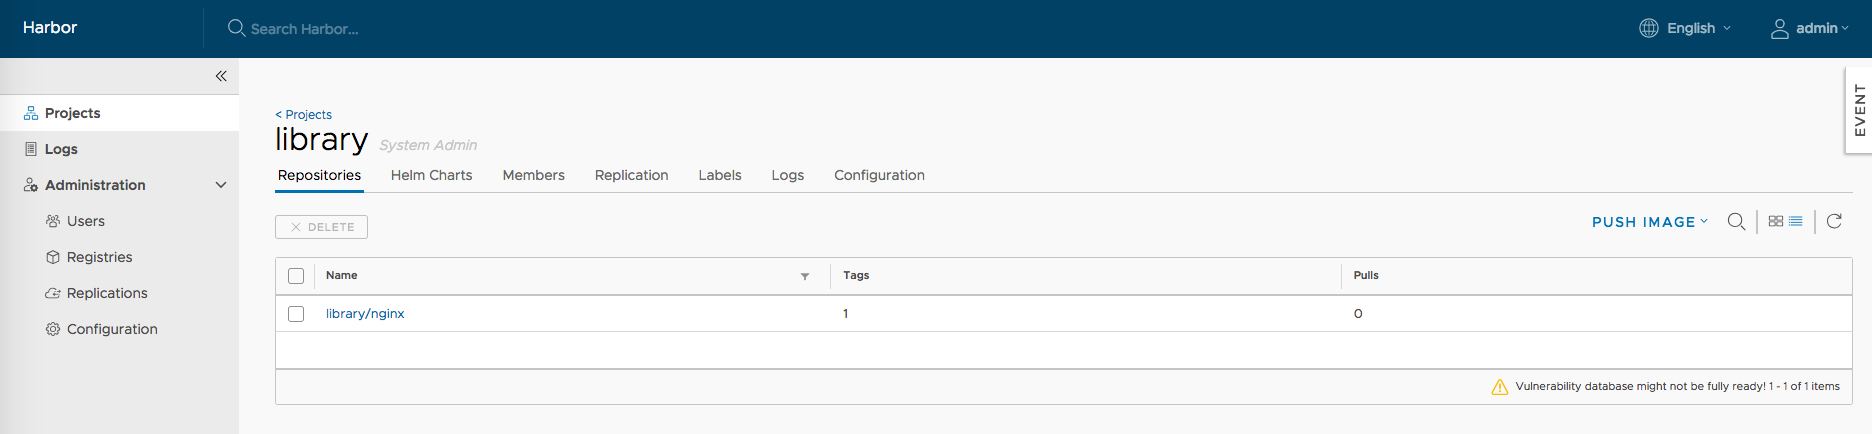 Harbor
Search Harbor...
English
admin
«
Projects
Logs
Administration
Users
Registries
Replications
Configuration
EVENT
< Projects
library System Admin
Repositories Helm Charts Members Replication Labels Logs Configuration
DELETE
PUSH IMAGE
Name Tags Pulls
library/nginx 1 0
Vulnerability database might not be fully ready! 1 - 1 of 1 items